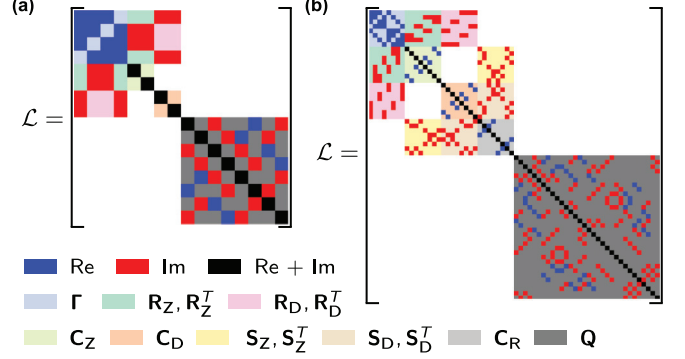 (a)
(b)
ℒ =
ℒ =
Re Im Re + Im
Γ R_Z, R_Z^T R_D, R_D^T
C_Z C_D S_Z, S_Z^T S_D, S_D^T C_R Q